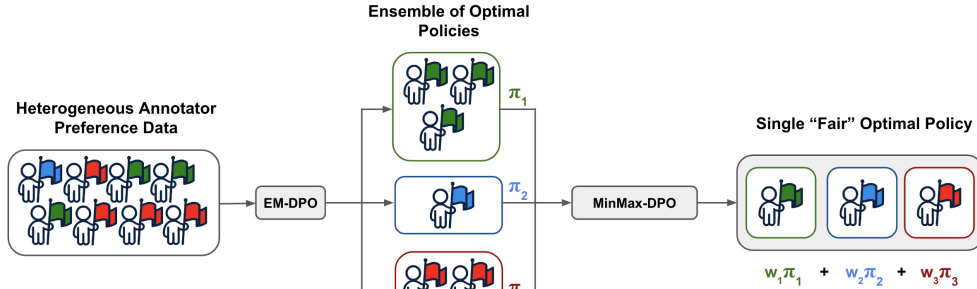 Ensemble of Optimal
Policies
π1
Heterogeneous Annotator
Preference Data
Single “Fair” Optimal Policy
EM-DPO
π2
MinMax-DPO
π
w1π1 + w2π2 + w3π3